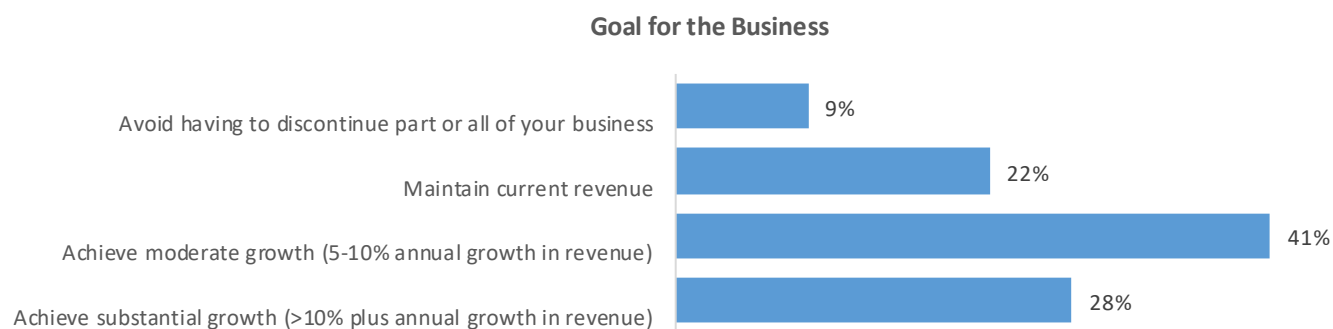 Goal for the Business
Avoid having to discontinue part or all of your business
9%
Maintain current revenue
22%
Achieve moderate growth (5-10% annual growth in revenue)
41%
Achieve substantial growth (>10% plus annual growth in revenue)
28%